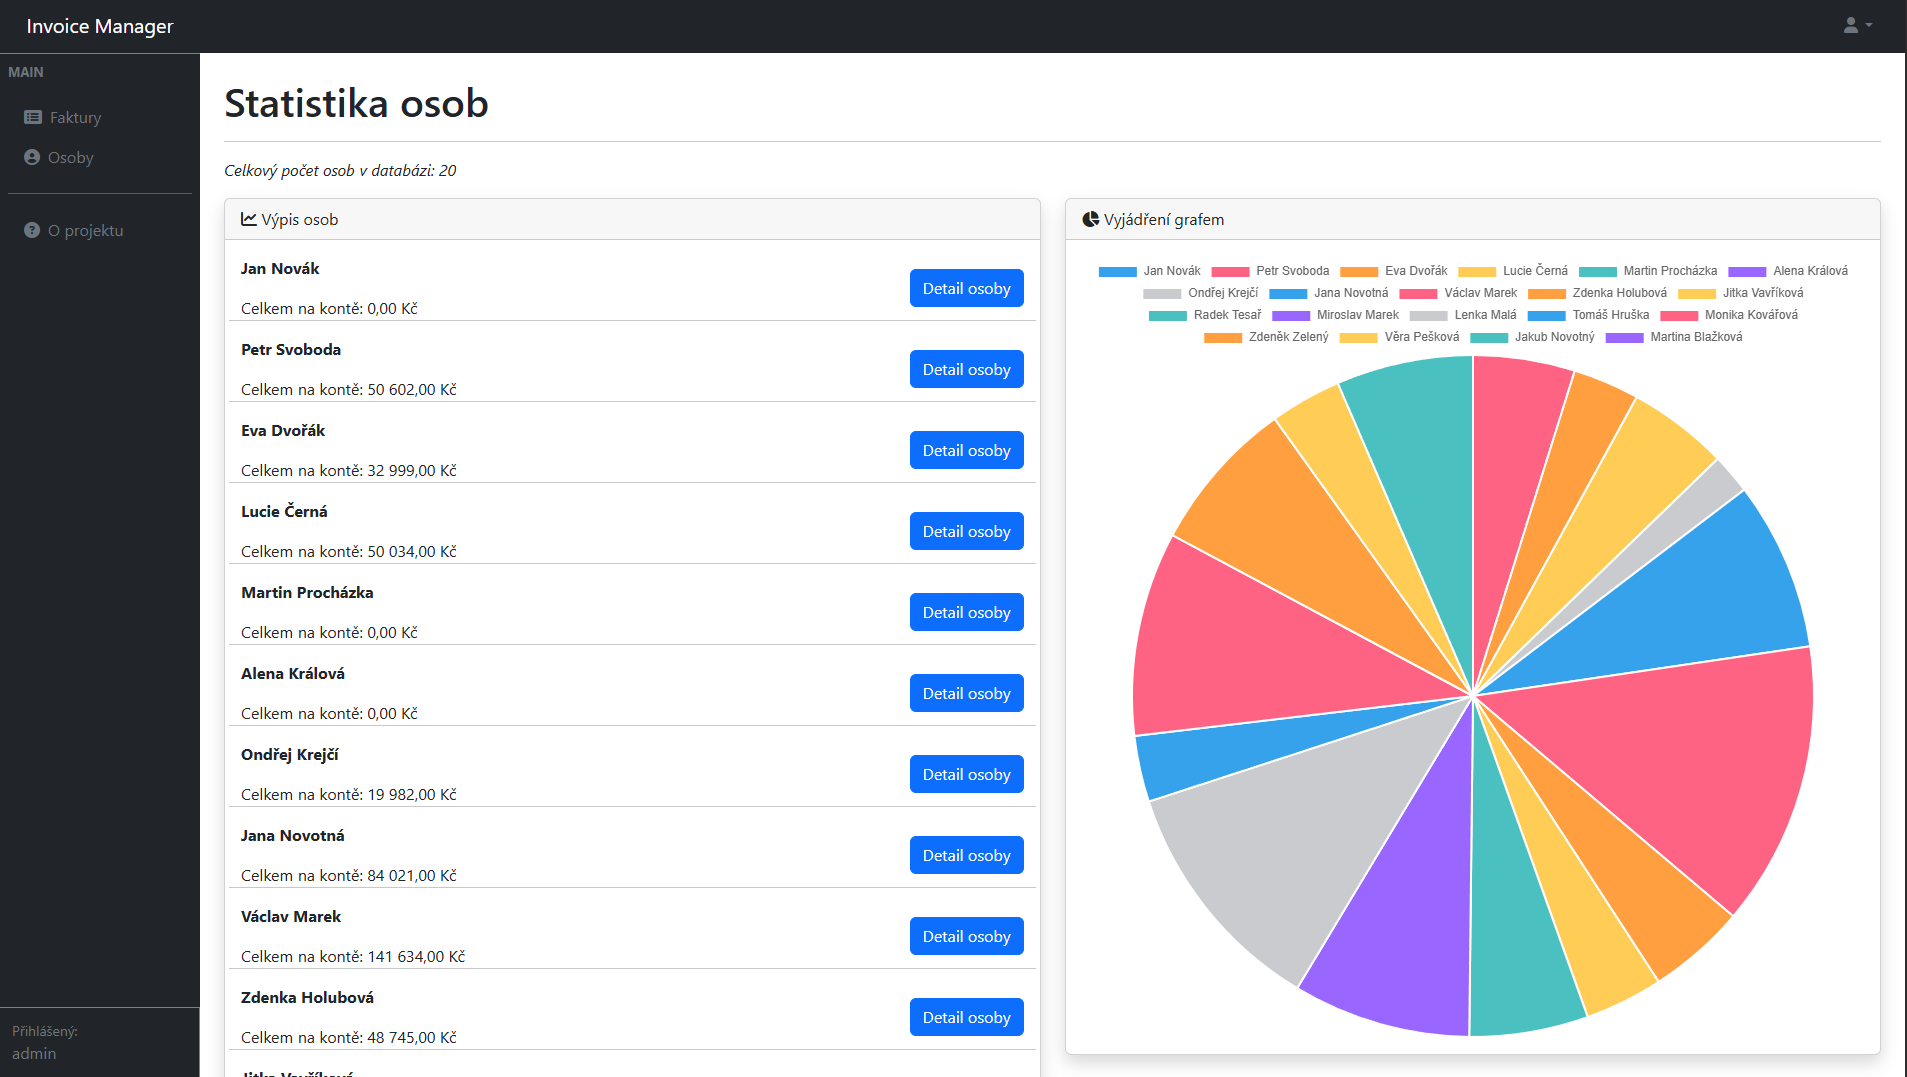 Invoice Manager
MAIN
Faktury
Osoby
O projektu
Přihlášený:
admin
Statistika osob
Celkový počet osob v databázi: 20
Výpis osob
Jan Novák
Celkem na kontě: 0,00 Kč
Detail osoby
Petr Svoboda
Celkem na kontě: 50 602,00 Kč
Detail osoby
Eva Dvořák
Celkem na kontě: 32 999,00 Kč
Detail osoby
Lucie Černá
Celkem na kontě: 50 034,00 Kč
Detail osoby
Martin Procházka
Celkem na kontě: 0,00 Kč
Detail osoby
Alena Králová
Celkem na kontě: 0,00 Kč
Detail osoby
Ondřej Krejčí
Celkem na kontě: 19 982,00 Kč
Detail osoby
Jana Novotná
Celkem na kontě: 84 021,00 Kč
Detail osoby
Václav Marek
Celkem na kontě: 141 634,00 Kč
Detail osoby
Zdenka Holubová
Celkem na kontě: 48 745,00 Kč
Detail osoby
Jitka Vavříková
Vyjádření grafem
Jan Novák Petr Svoboda Eva Dvořák Lucie Černá Martin Procházka Alena Králová
Ondřej Krejčí Jana Novotná Václav Marek Zdenka Holubová Jitka Vavříková
Radek Tesař Miroslav Marek Lenka Malá Tomáš Hruška Monika Kovářová
Zdeněk Zelený Věra Pešková Jakub Novotný Martina Blažková